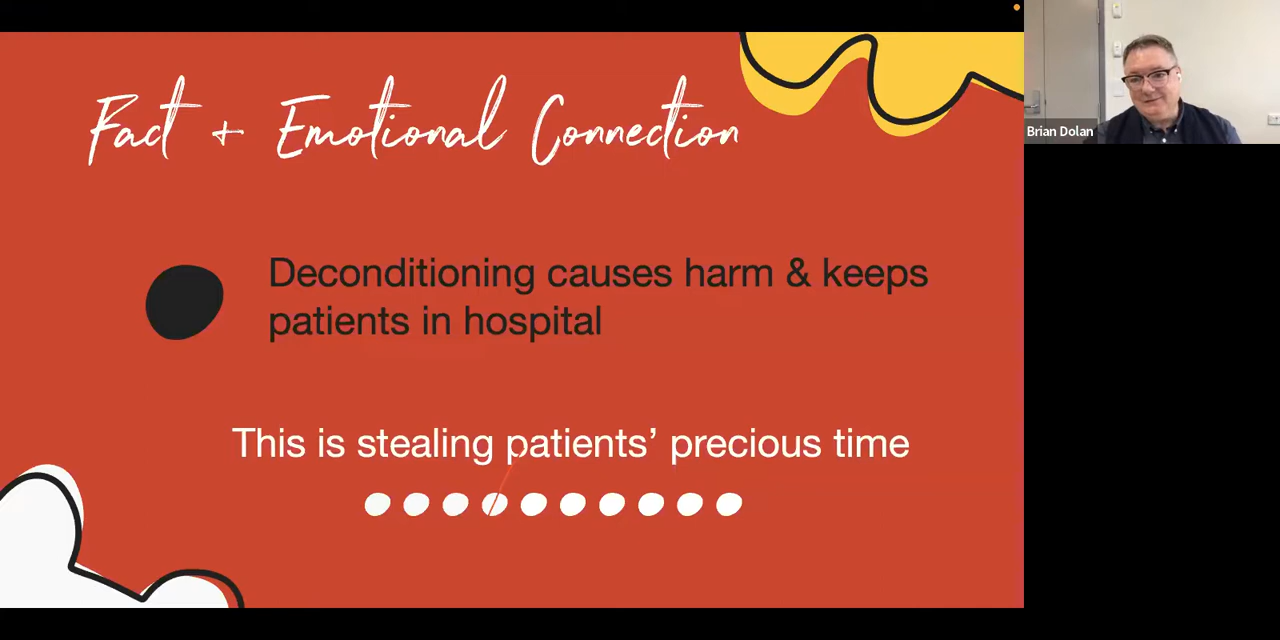 Fact + Emotional Connection
Deconditioning causes harm & keeps
patients in hospital
This is stealing patients’ precious time
Brian Dolan